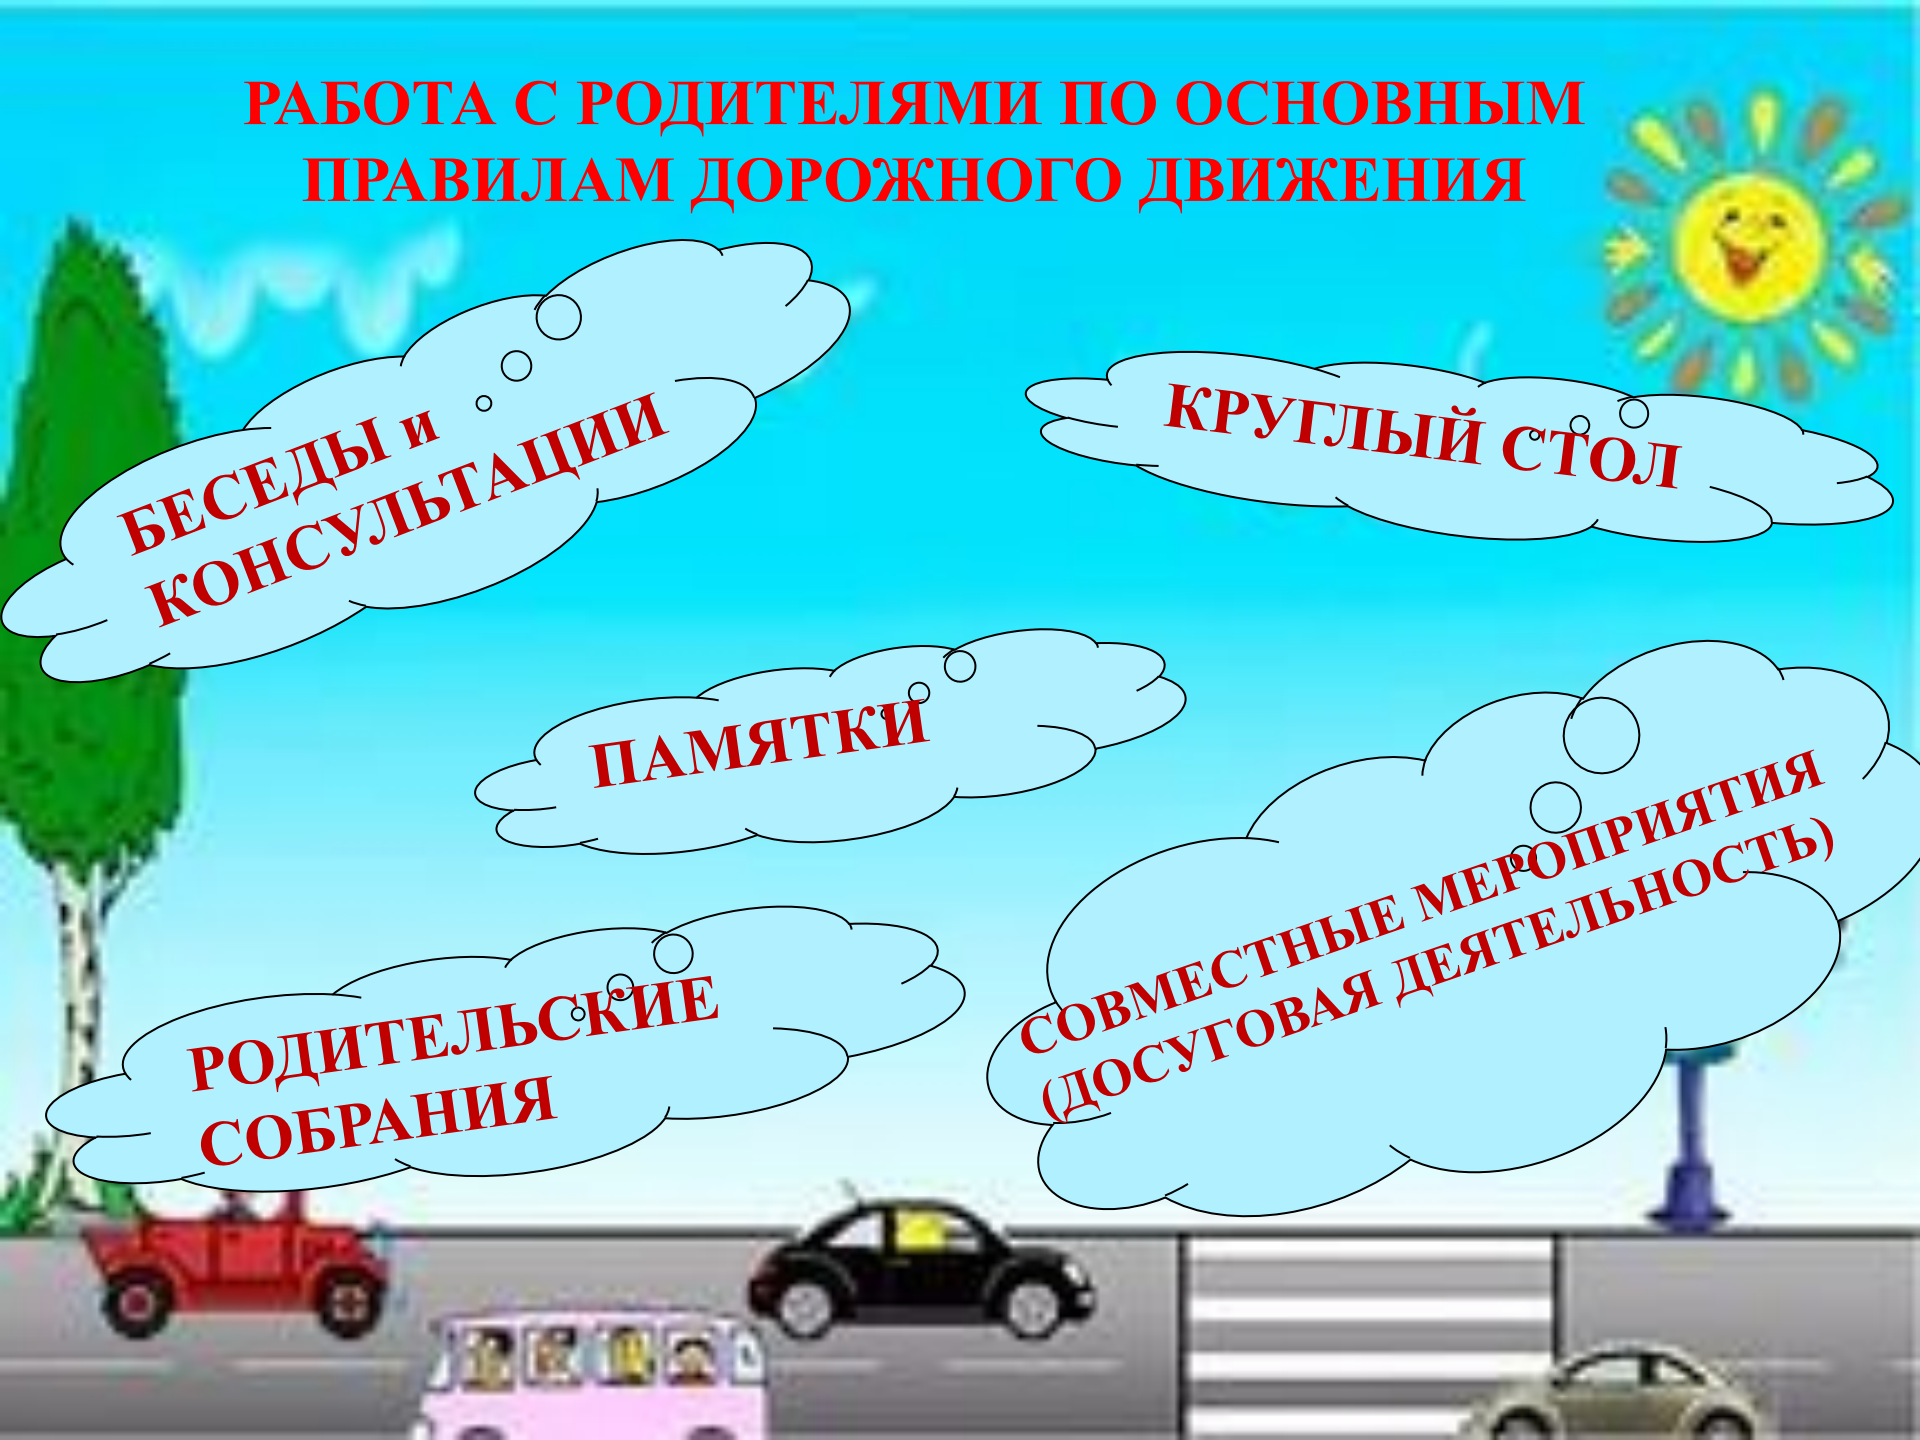 РАБОТА С РОДИТЕЛЯМИ ПО ОСНОВНЫМ
ПРАВИЛАМ ДОРОЖНОГО ДВИЖЕНИЯ
БЕСЕДЫ и
КОНСУЛЬТАЦИИ
КРУГЛЫЙ СТОЛ
ПАМЯТКИ
СОВМЕСТНЫЕ МЕРОПРИЯТИЯ
(ДОСУГОВАЯ ДЕЯТЕЛЬНОСТЬ)
РОДИТЕЛЬСКИЕ
СОБРАНИЯ